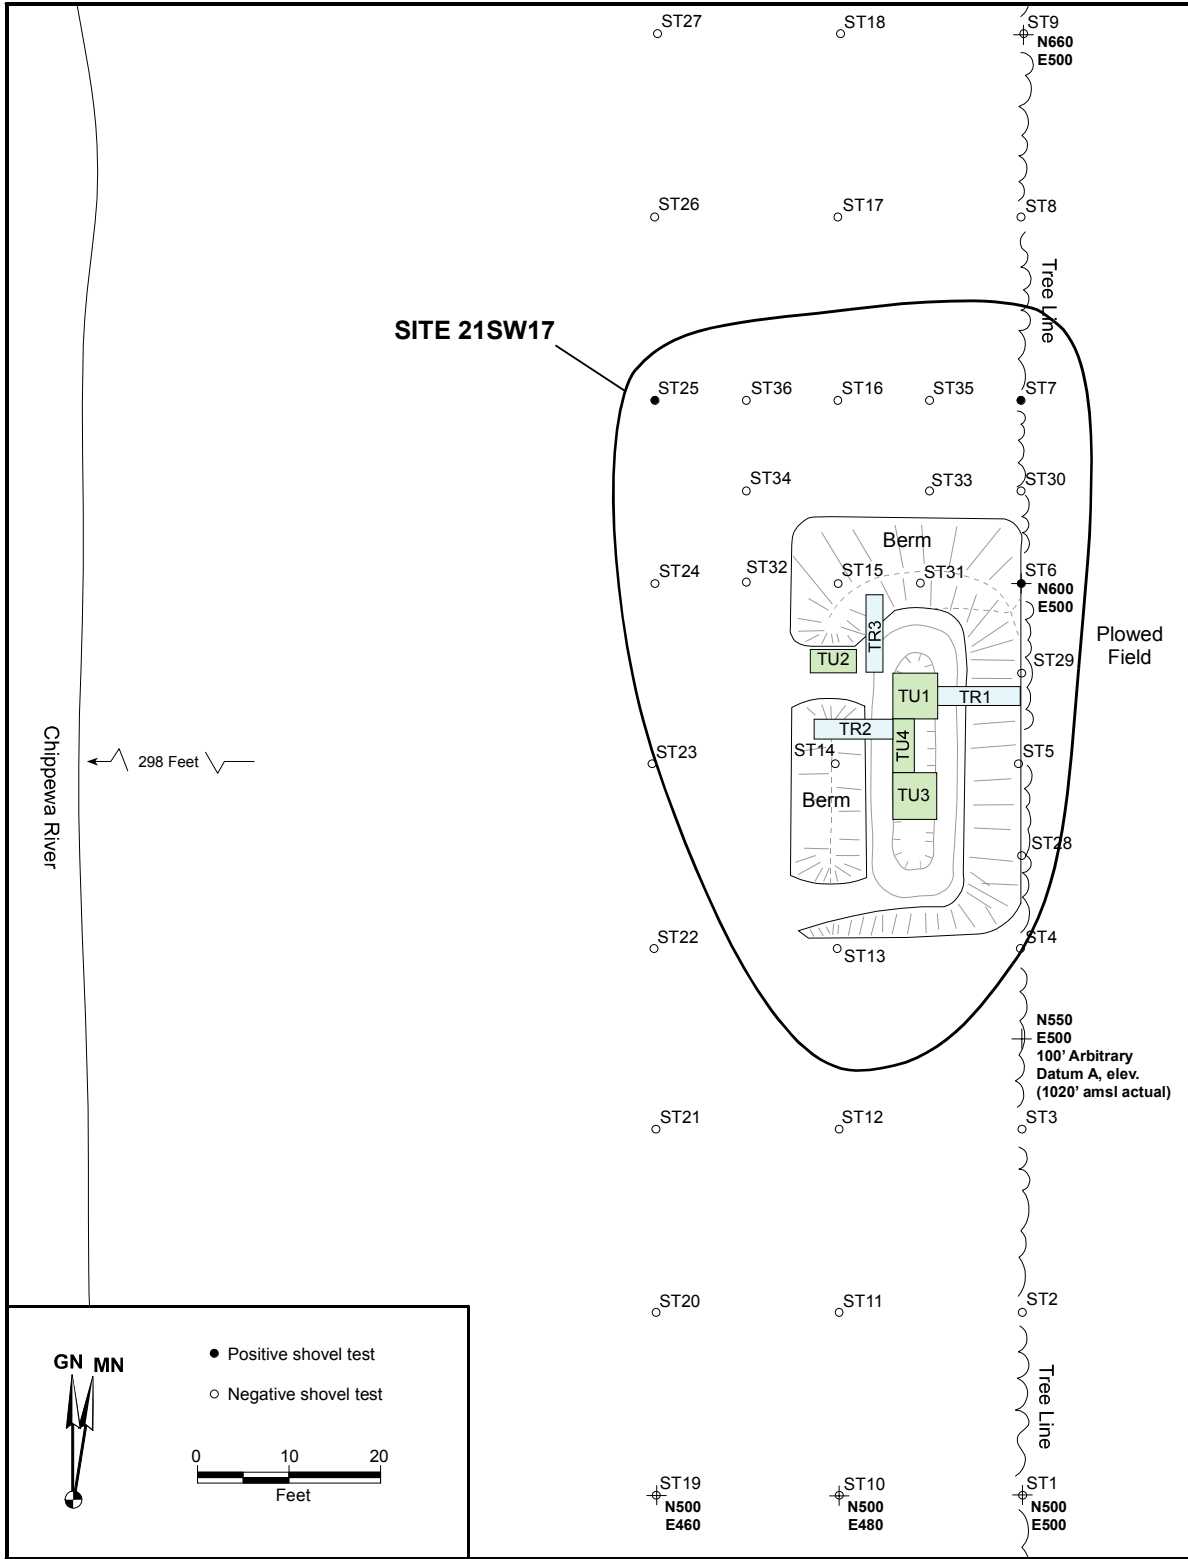 ST27
ST18
ST9
N660
E500
ST26
ST17
ST8
Tree Line
SITE 21SW17
ST25
ST36
ST16
ST35
ST7
ST34
ST33
ST30
Berm
ST24
ST32
ST15
ST31
ST6
N600
E500
TR3
Plowed
Field
TU2
ST29
TU1
TR1
TR2
TU4
Chippewa River
298 Feet
ST23
ST14
ST5
Berm
TU3
ST28
ST22
ST13
ST4
N550
E500
100' Arbitrary
Datum A, elev.
(1020' amsl actual)
ST21
ST12
ST3
ST20
ST11
ST2
GN MN
Positive shovel test
Negative shovel test
0 10 20
Feet
Tree Line
ST19
N500
E460
ST10
N500
E480
ST1
N500
E500